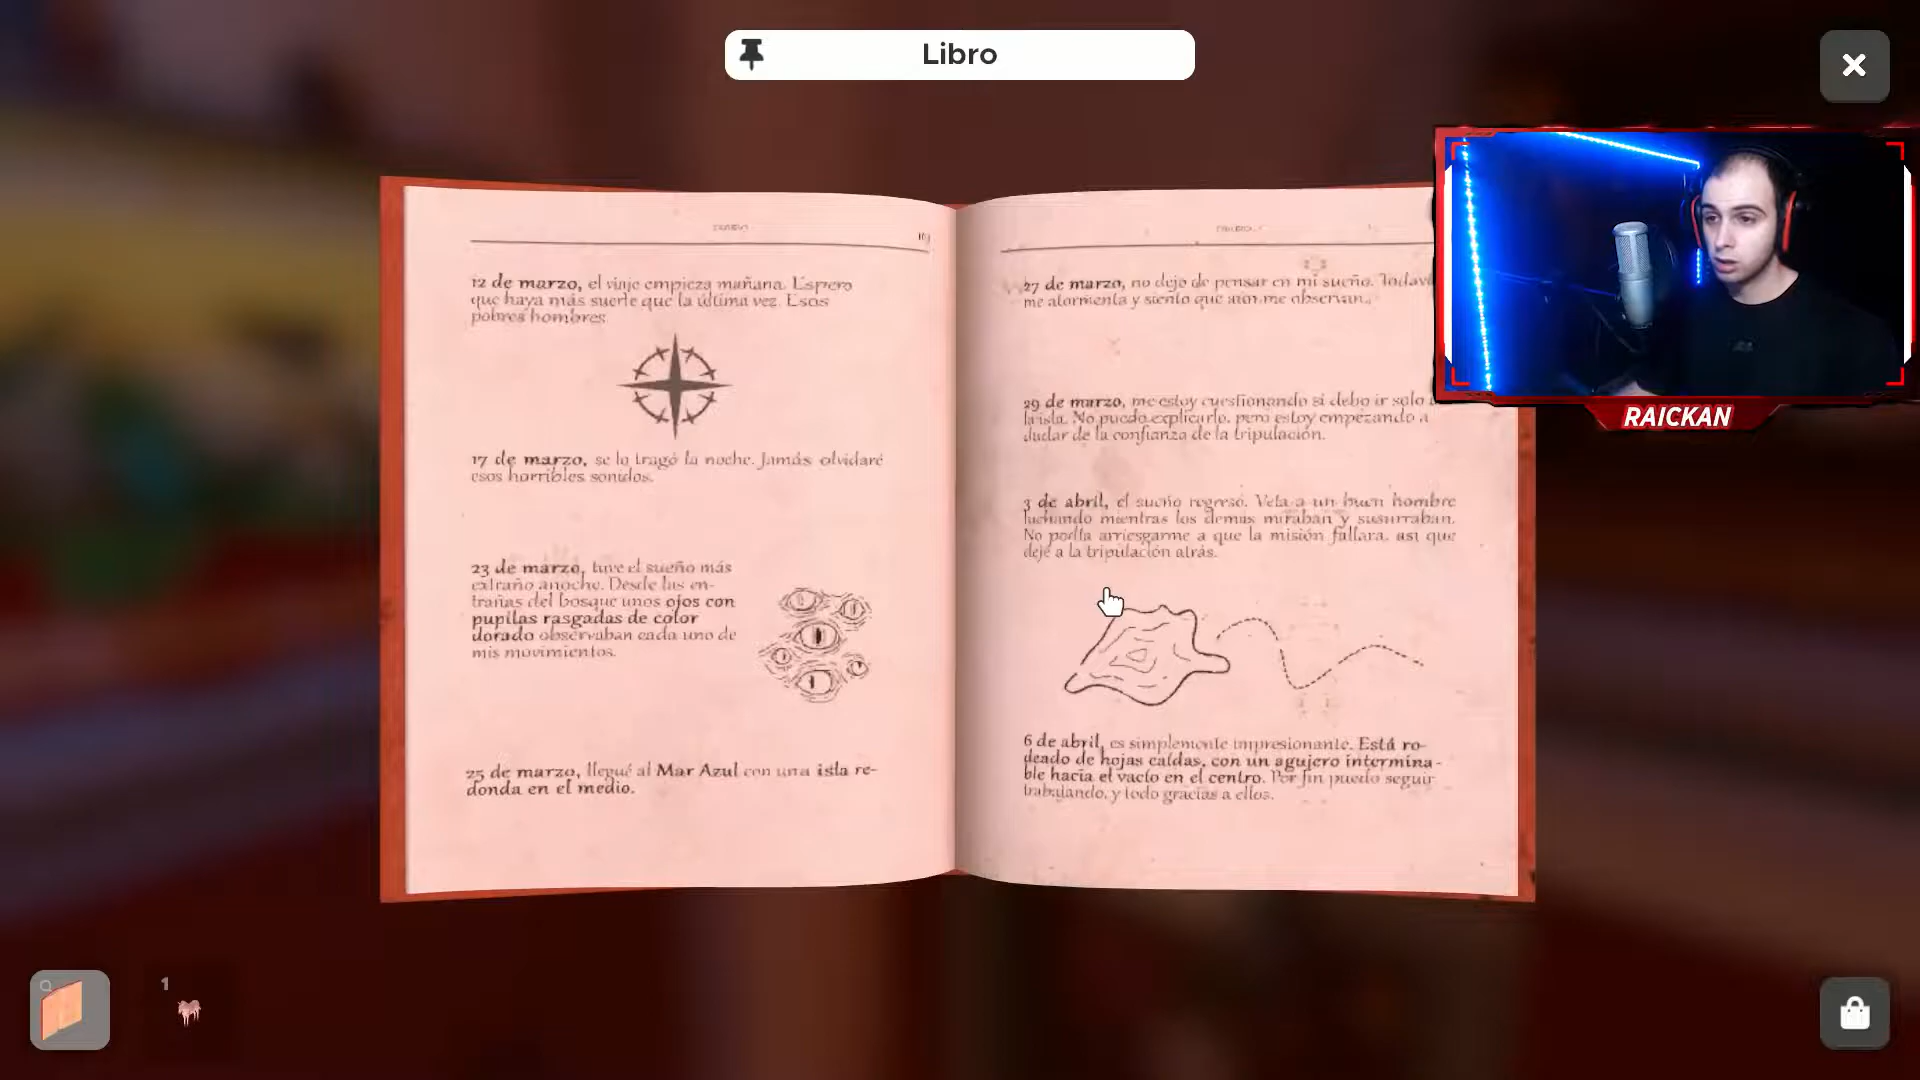 Libro
12 de marzo, el viaje empieza mañana. Espero
que haya más suerte que la última vez. Esos
pobres hombres.
17 de marzo, se lo tragó la noche. Jamás olvidaré
esos horribles sonidos.
23 de marzo, tuve el sueño más
extraño anoche. Desde las en-
trañas del bosque unos ojos con
pupilas rasgadas de color
dorado observaban cada uno de
mis movimientos.
25 de marzo, llegué al Mar Azul con una isla re-
donda en el medio.
27 de marzo, no dejo de pensar en mi sueño.
me atormenta y siento que aún me observan.
29 de marzo, me estoy cuestionando si debo ir solo
la isla. No puedo explicarlo, pero estoy empezando a
dudar de la confianza de la tripulación.
3 de abril, el sueño regresó. Veía a un buen hombre
luchando mientras los demás miraban y susurraban.
No podía arriesgarme a que la misión fallara, así que
dejé a la tripulación atrás.
6 de abril, es simplemente impresionante. Está ro-
deado de hojas caídas, con un agujero intermina-
ble hacia el vacío en el centro. Por fin puedo seguir
trabajando, y todo gracias a ellos.
RAICKAN
1